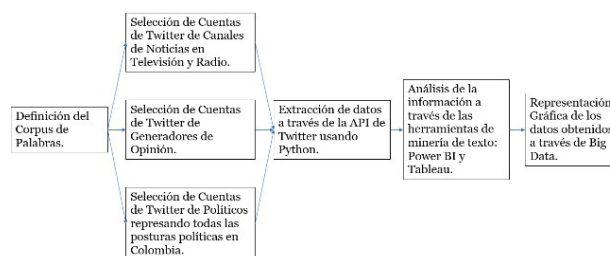 Definición del
Corpus de
Palabras.
Selección de Cuentas
de Twitter de Canales
de Noticias en
Televisión y Radio.
Selección de Cuentas
de Twitter de
Generadores de
Opinión.
Selección de Cuentas
de Twitter de Políticos
represando todas las
posturas políticas en
Colombia.
Extracción de datos
a través de la API de
Twitter usando
Python.
Análisis de la
información a
través de las
herramientas de
minería de texto:
Power BI y
Tableau.
Representación
Gráfica de los
datos obtenidos
a través de Big
Data.